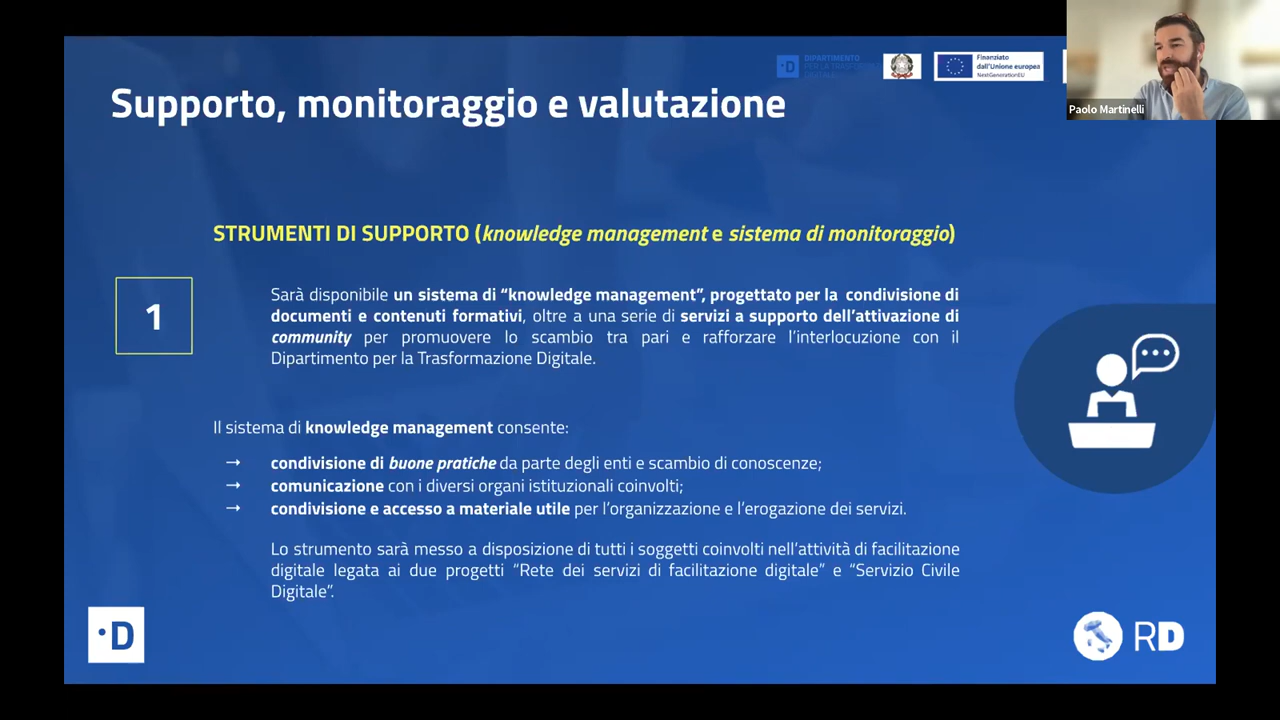 DIPARTIMENTO
PER LA TRASFORMAZIONE
DIGITALE
Finanziato
dall'Unione europea
NextGenerationEU
Paolo Martinelli
Supporto, monitoraggio e valutazione
STRUMENTI DI SUPPORTO (knowledge management e sistema di monitoraggio)
1
Sarà disponibile un sistema di “knowledge management”, progettato per la condivisione di
documenti e contenuti formativi, oltre a una serie di servizi a supporto dell’attivazione di
community per promuovere lo scambio tra pari e rafforzare l’interlocuzione con il
Dipartimento per la Trasformazione Digitale.
Il sistema di knowledge management consente:
→ condivisione di buone pratiche da parte degli enti e scambio di conoscenze;
→ comunicazione con i diversi organi istituzionali coinvolti;
→ condivisione e accesso a materiale utile per l’organizzazione e l’erogazione dei servizi.
Lo strumento sarà messo a disposizione di tutti i soggetti coinvolti nell’attività di facilitazione
digitale legata ai due progetti “Rete dei servizi di facilitazione digitale” e “Servizio Civile
Digitale”.
D
RD